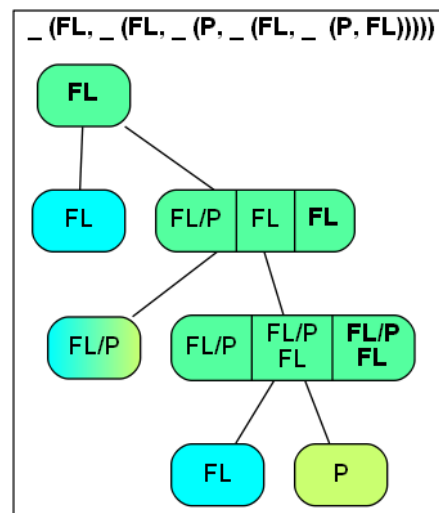 _ (FL, _ (FL, _ (P, _ (FL, _ (P, FL)))))
FL
FL
FL/P FL FL
FL/P
FL/P FL/P FL/P
FL FL
FL P